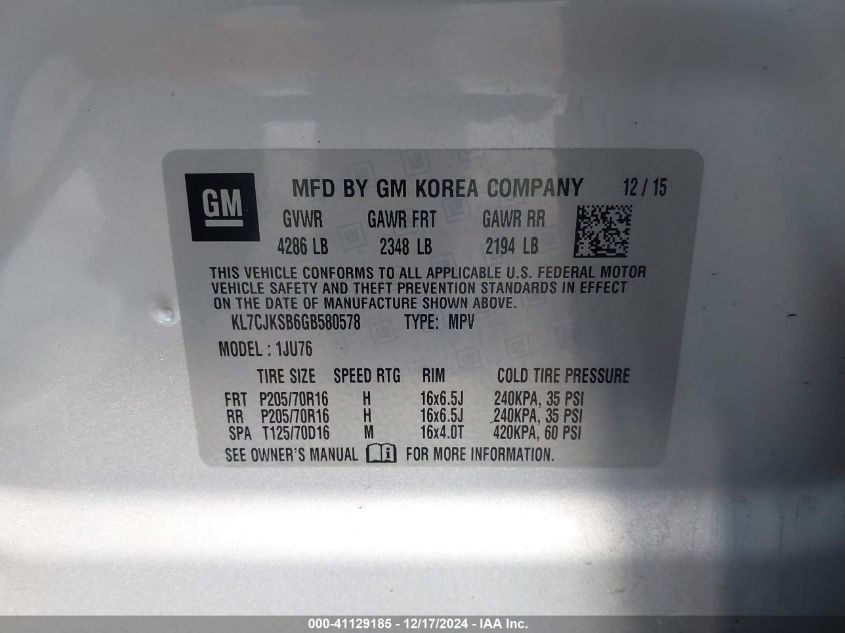 GM
MFD BY GM KOREA COMPANY 12 / 15
GVWR GAWR FRT GAWR RR
4286 LB 2348 LB 2194 LB
THIS VEHICLE CONFORMS TO ALL APPLICABLE U.S. FEDERAL MOTOR
VEHICLE SAFETY AND THEFT PREVENTION STANDARDS IN EFFECT
ON THE DATE OF MANUFACTURE SHOWN ABOVE.
KL7CJKSB6GB580578 TYPE: MPV
MODEL : 1JU76
TIRE SIZE SPEED RTG RIM COLD TIRE PRESSURE
FRT P205/70R16 H 16x6.5J 240KPA, 35 PSI
RR P205/70R16 H 16x6.5J 240KPA, 35 PSI
SPA T125/70D16 M 16x4.0T 420KPA, 60 PSI
SEE OWNER'S MANUAL FOR MORE INFORMATION.
000-41129185 - 12/17/2024 - IAA Inc.